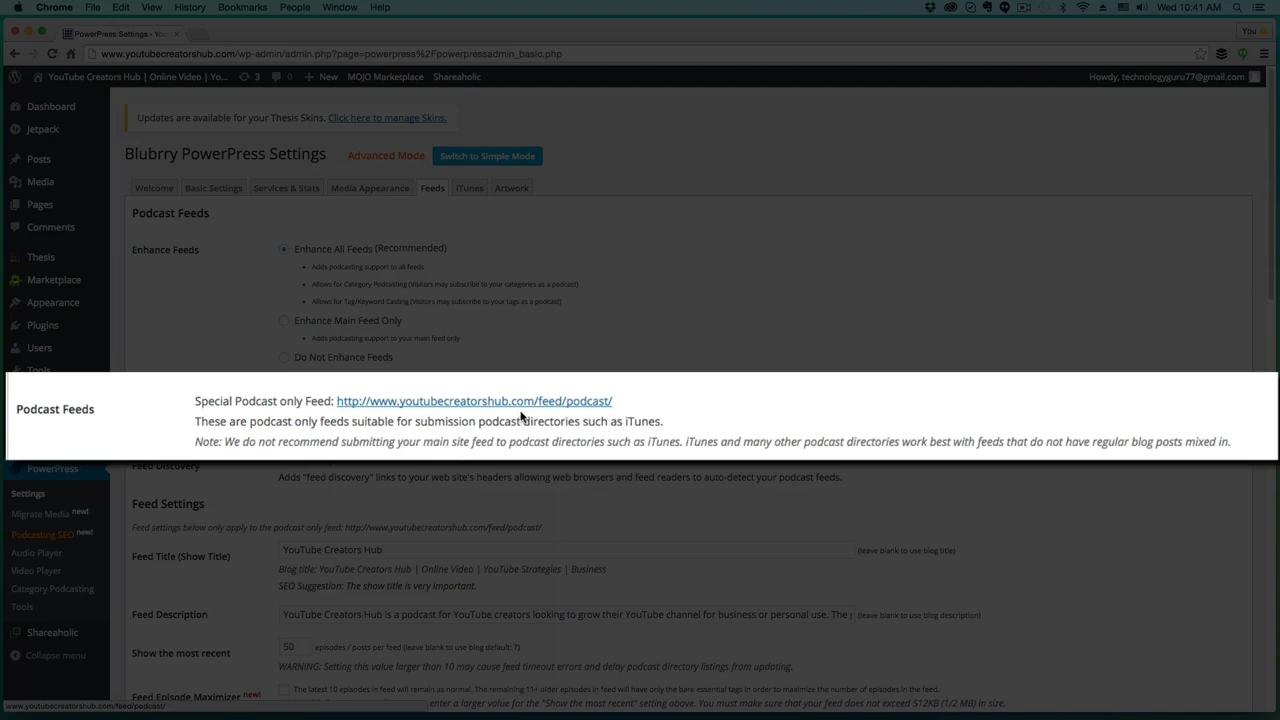 Chrome File Edit View History Bookmarks People Window Help Wed 10:41 AM
PowerPress Settings - You You
www.youtubecreatorshub.com/wp-admin/admin.php?page=powerpress%2Fpowerpressadmin_basic.php
YouTube Creators Hub | Online Video | Yo... 3 0 New MOJO Marketplace Shareaholic Howdy, technologyguru77@gmail.com
Dashboard
Jetpack
Posts
Media
Pages
Comments
Thesis
Marketplace
Appearance
Plugins
Users
Tools
PowerPress
Settings
Migrate Media new!
Podcasting SEO new!
Audio Player
Video Player
Category Podcasting
Tools
Shareaholic
Collapse menu
Updates are available for your Thesis Skins. Click here to manage Skins.
Blubrry PowerPress Settings Advanced Mode Switch to Simple Mode
Welcome Basic Settings Services & Stats Media Appearance Feeds iTunes Artwork
Podcast Feeds
Enhance Feeds Enhance All Feeds (Recommended)
Adds podcasting support to all feeds
Allows for Category Podcasting (Visitors may subscribe to your categories as a podcast)
Allows for Tag/Keyword Casting (Visitors may subscribe to your tags as a podcast)
Enhance Main Feed Only
Adds podcasting support to your main feed only
Do Not Enhance Feeds
Special Podcast only Feed: http://www.youtubecreatorshub.com/feed/podcast/
Podcast Feeds
These are podcast only feeds suitable for submission podcast directories such as iTunes.
Note: We do not recommend submitting your main site feed to podcast directories such as iTunes. iTunes and many other podcast directories work best with feeds that do not have regular blog posts mixed in.
Feed Discovery
Adds "feed discovery" links to your web site's headers allowing web browsers and feed readers to auto-detect your podcast feeds.
Feed Settings
Feed settings below only apply to the podcast only feed: http://www.youtubecreatorshub.com/feed/podcast/
Feed Title (Show Title) YouTube Creators Hub (leave blank to use blog title)
Blog title: YouTube Creators Hub | Online Video | YouTube Strategies | Business
SEO Suggestion: The show title is very important.
Feed Description YouTube Creators Hub is a podcast for YouTube creators looking to grow their YouTube channel for business or personal use. The (leave blank to use blog description)
Show the most recent 50 episodes / posts per feed (leave blank to use blog default: 7)
WARNING: Setting this value larger than 10 may cause feed timeout errors and delay podcast directory listings from updating.
Feed Episode Maximizer new! The latest 10 episodes in feed will remain as normal. The remaining 11+ older episodes in feed will have only the bare essential tags in order to maximize the number of episodes in the feed.
enter a larger value for the "Show the most recent" setting above. You must make sure that your feed does not exceed 512KB (1/2 MB) in size.
www.youtubecreatorshub.com/feed/podcast/